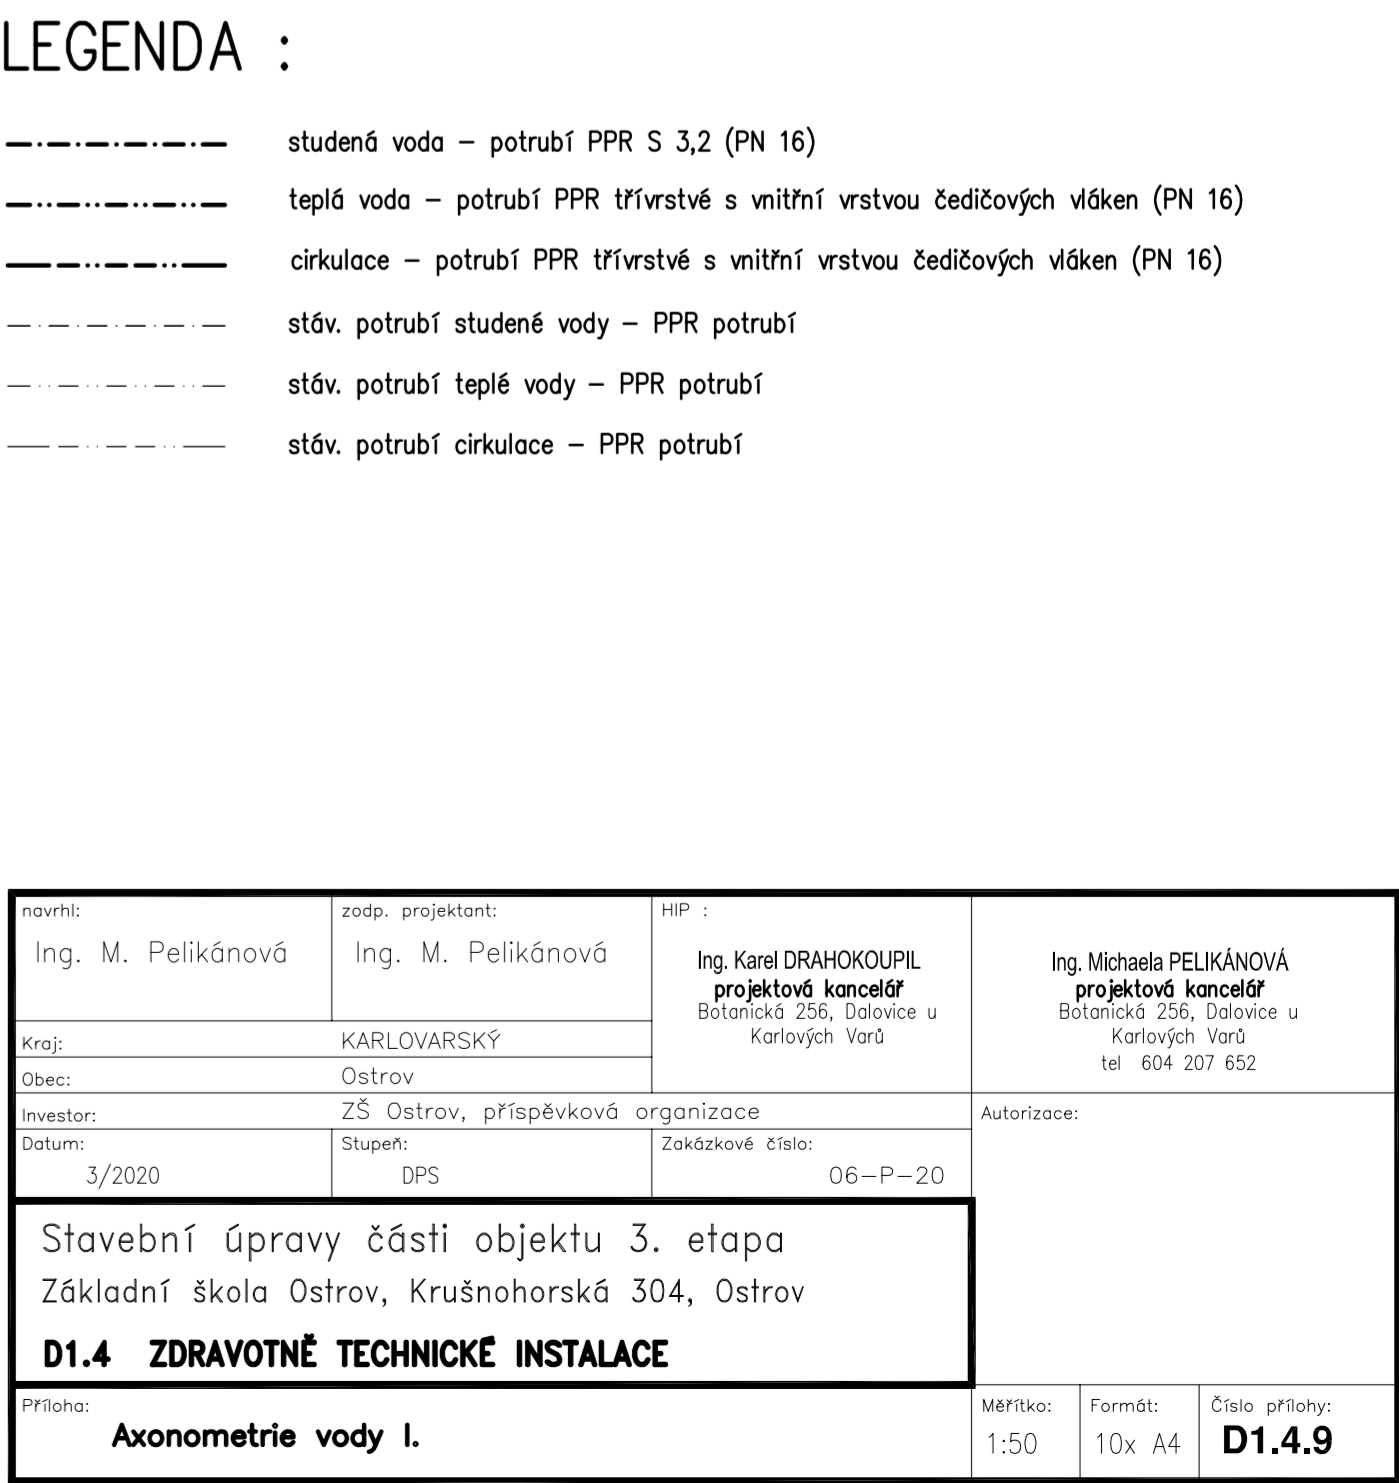 LEGENDA :
studená voda – potrubí PPR S 3,2 (PN 16)
teplá voda – potrubí PPR třívrstvé s vnitřní vrstvou čedičových vláken (PN 16)
cirkulace – potrubí PPR třívrstvé s vnitřní vrstvou čedičových vláken (PN 16)
stáv. potrubí studené vody – PPR potrubí
stáv. potrubí teplé vody – PPR potrubí
stáv. potrubí cirkulace – PPR potrubí
navrhl:
Ing. M. Pelikánová
zodp. projektant:
Ing. M. Pelikánová
HIP :
Ing. Karel DRAHOKOUPIL
projektová kancelář
Botanická 256, Dalovice u
Karlových Varů
Ing. Michaela PELIKÁNOVÁ
projektová kancelář
Botanická 256, Dalovice u
Karlových Varů
tel 604 207 652
Kraj: KARLOVARSKÝ
Obec: Ostrov
Investor: ZŠ Ostrov, příspěvková organizace
Autorizace:
Datum:
3/2020
Stupeň:
DPS
Zakázkové číslo:
06–P–20
Stavební úpravy části objektu 3. etapa
Základní škola Ostrov, Krušnohorská 304, Ostrov
D1.4 ZDRAVOTNĚ TECHNICKÉ INSTALACE
Příloha:
Axonometrie vody I.
Měřítko:
1:50
Formát:
10x A4
Číslo přílohy:
D1.4.9